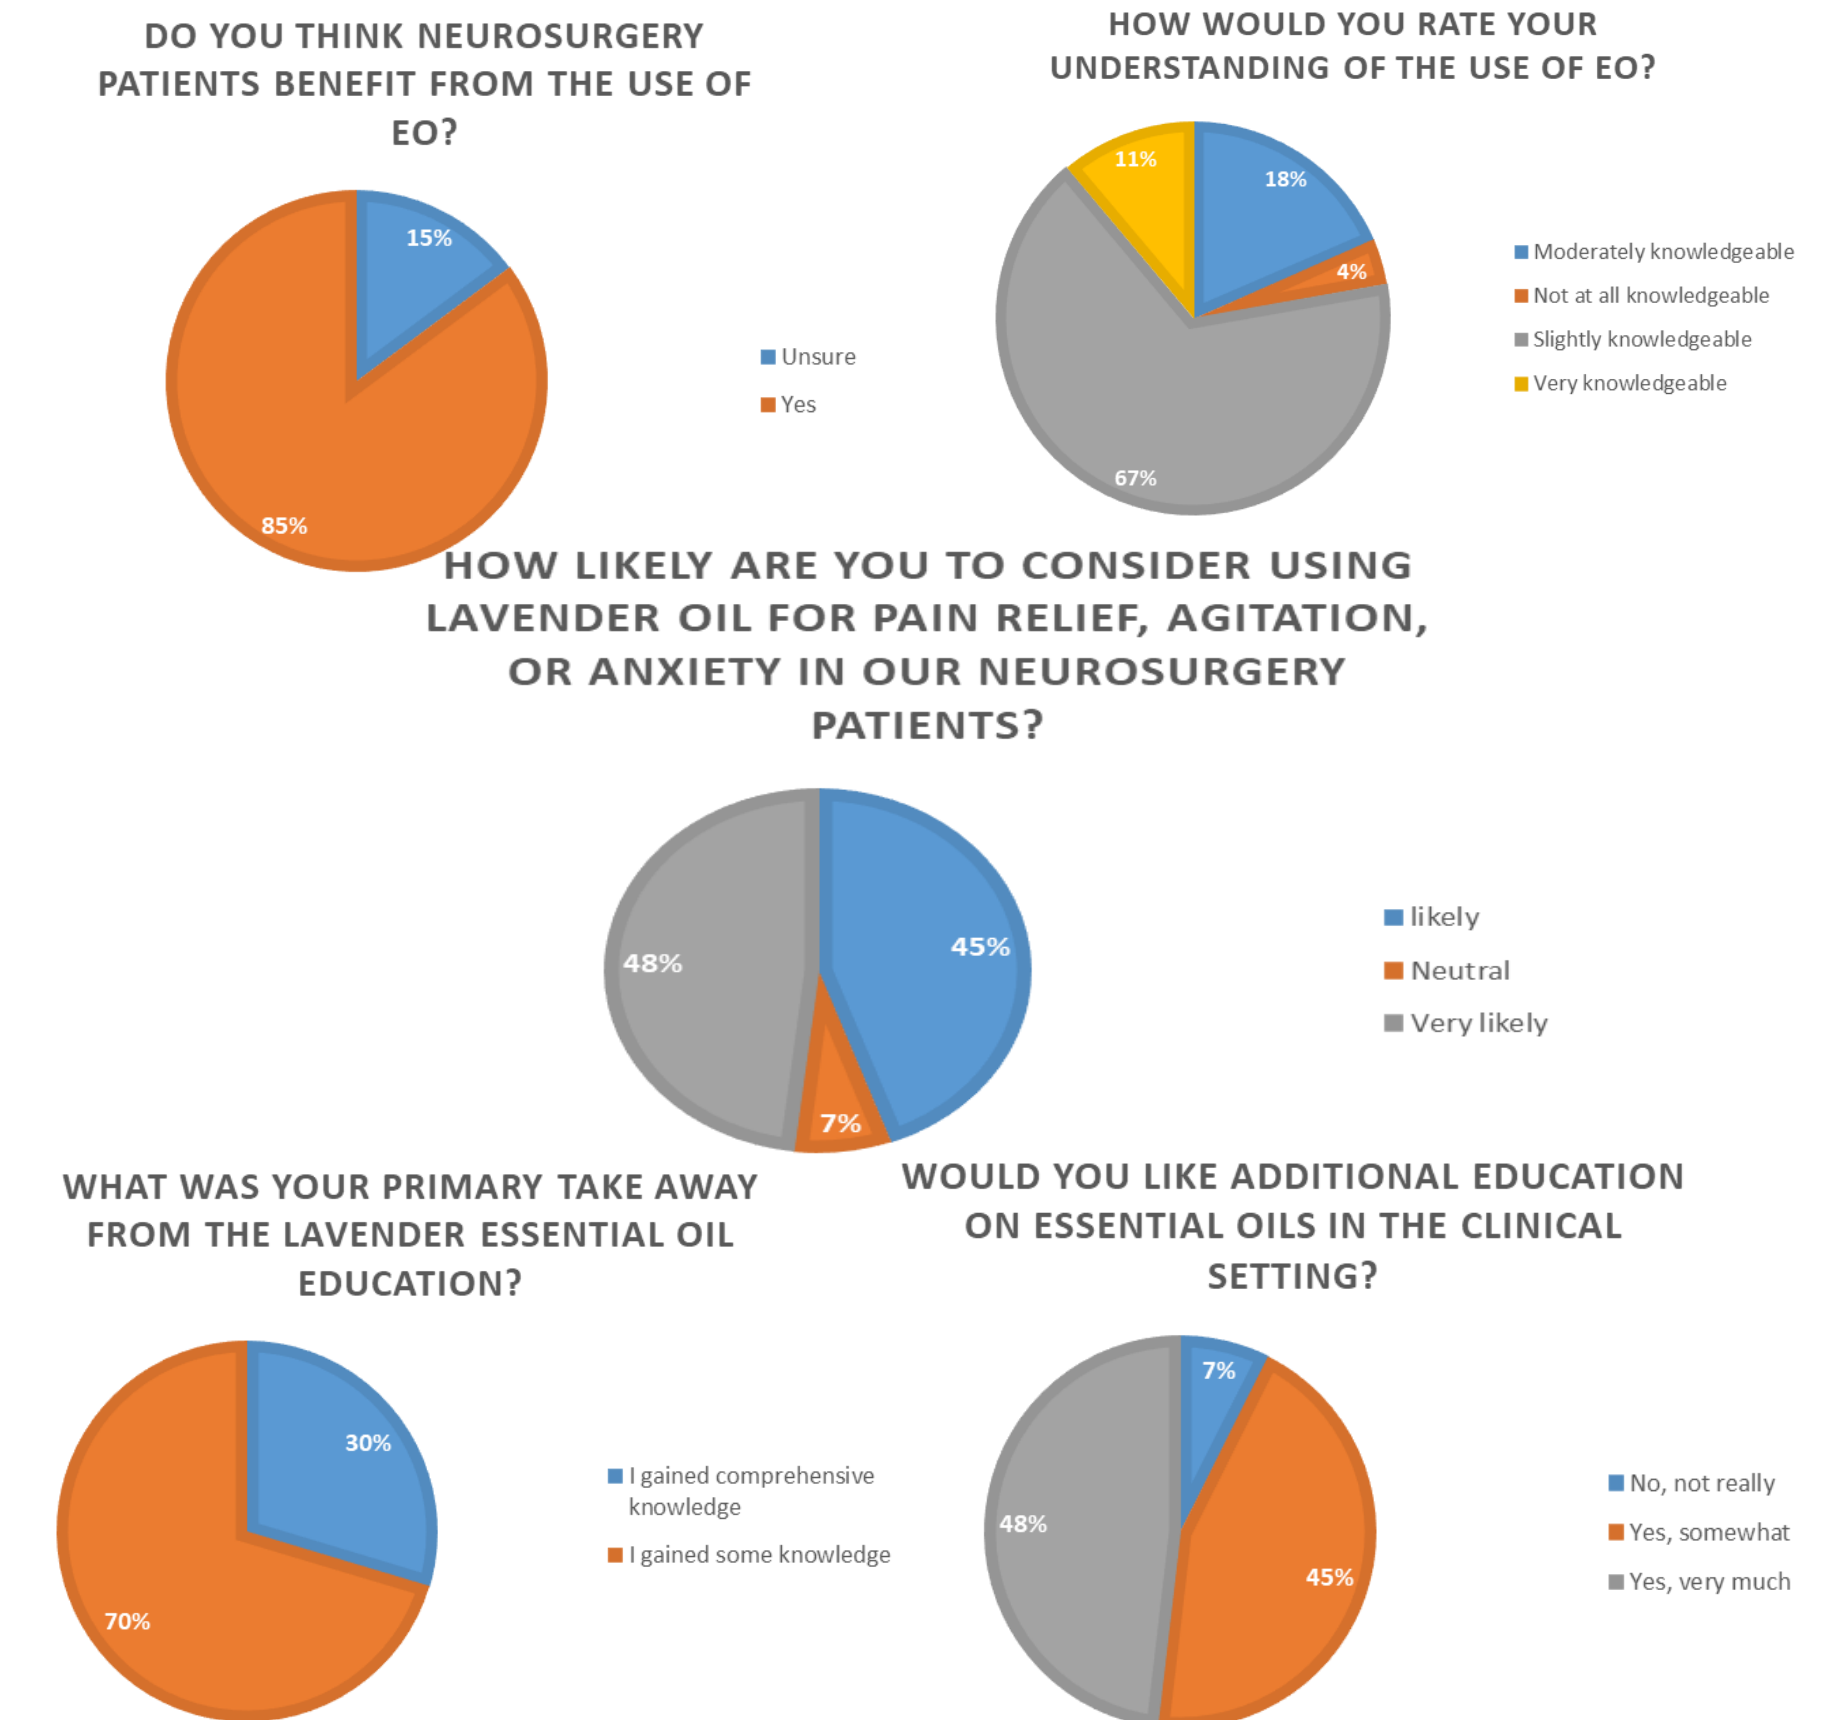 DO YOU THINK NEUROSURGERY
PATIENTS BENEFIT FROM THE USE OF
EO?
15%
85%
Unsure
Yes
HOW WOULD YOU RATE YOUR
UNDERSTANDING OF THE USE OF EO?
11%
18%
4%
67%
Moderately knowledgeable
Not at all knowledgeable
Slightly knowledgeable
Very knowledgeable
HOW LIKELY ARE YOU TO CONSIDER USING
LAVENDER OIL FOR PAIN RELIEF, AGITATION,
OR ANXIETY IN OUR NEUROSURGERY
PATIENTS?
45%
48%
7%
likely
Neutral
Very likely
WHAT WAS YOUR PRIMARY TAKE AWAY
FROM THE LAVENDER ESSENTIAL OIL
EDUCATION?
30%
70%
I gained comprehensive
knowledge
I gained some knowledge
WOULD YOU LIKE ADDITIONAL EDUCATION
ON ESSENTIAL OILS IN THE CLINICAL
SETTING?
7%
48%
45%
No, not really
Yes, somewhat
Yes, very much